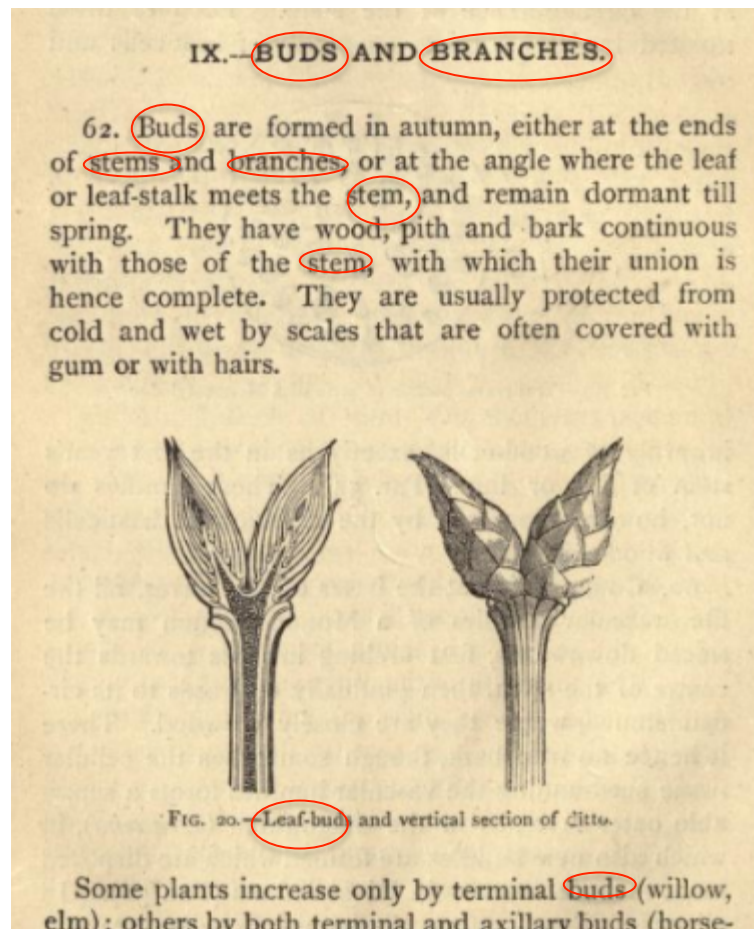 IX.—BUDS AND BRANCHES.
62. Buds are formed in autumn, either at the ends
of stems and branches, or at the angle where the leaf
or leaf-stalk meets the stem, and remain dormant till
spring. They have wood, pith and bark continuous
with those of the stem, with which their union is
hence complete. They are usually protected from
cold and wet by scales that are often covered with
gum or with hairs.
FIG. 20.—Leaf-buds and vertical section of ditto.
Some plants increase only by terminal buds (willow,
elm); others by both terminal and axillary buds (horse-